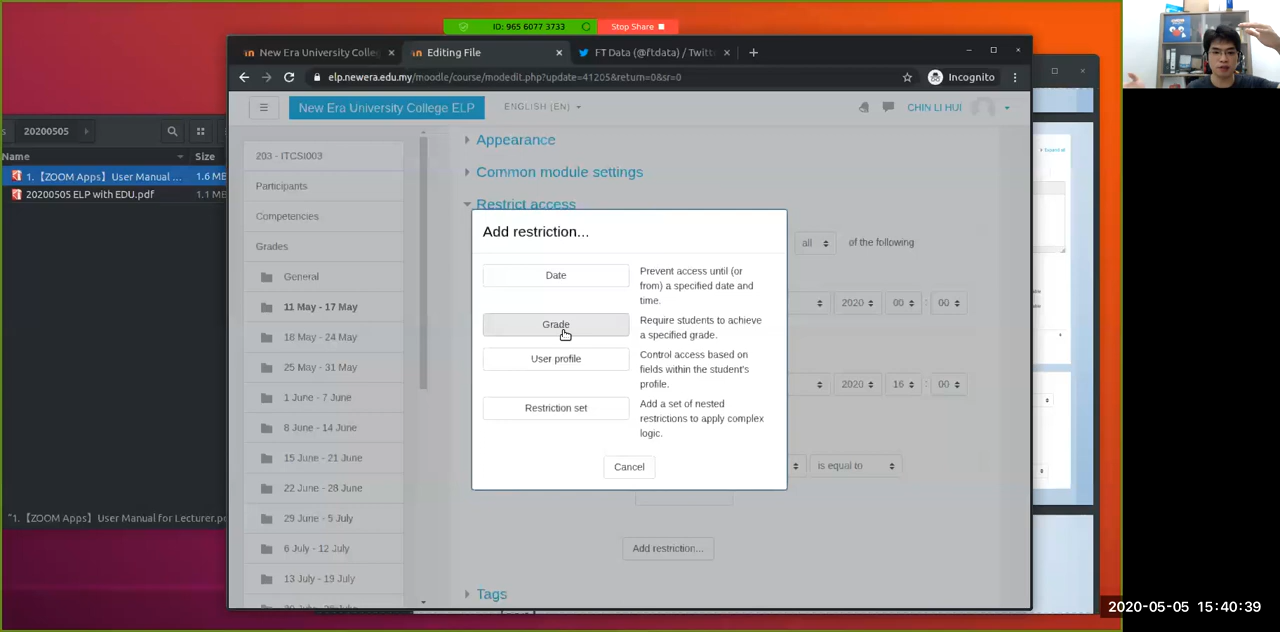 ID: 965 6077 3733
Stop Share
New Era University Colleg
Editing File
FT Data (@ftdata) / Twitt
elp.newera.edu.my/moodle/course/modedit.php?update=41205&return=0&sr=0
Incognito
New Era University College ELP
ENGLISH (EN)
CHIN LI HUI
20200505
Name
Size
1.【ZOOM Apps】User Manual ...
1.6 M
20200505 ELP with EDU.pdf
1.1 M
"1.【ZOOM Apps】User Manual for Lecturer.p
203 - ITCSI003
Participants
Competencies
Grades
General
11 May - 17 May
18 May - 24 May
25 May - 31 May
1 June - 7 June
8 June - 14 June
15 June - 21 June
22 June - 28 June
29 June - 5 July
6 July - 12 July
13 July - 19 July
Appearance
Common module settings
Restrict access
all
of the following
2020
00
:
00
2020
16
:
00
is equal to
Add restriction...
Tags
Add restriction...
Date
Prevent access until (or
from) a specified date and
time.
Grade
Require students to achieve
a specified grade.
User profile
Control access based on
fields within the student's
profile.
Restriction set
Add a set of nested
restrictions to apply complex
logic.
Cancel
Expand all
2020-05-05 15:40:39